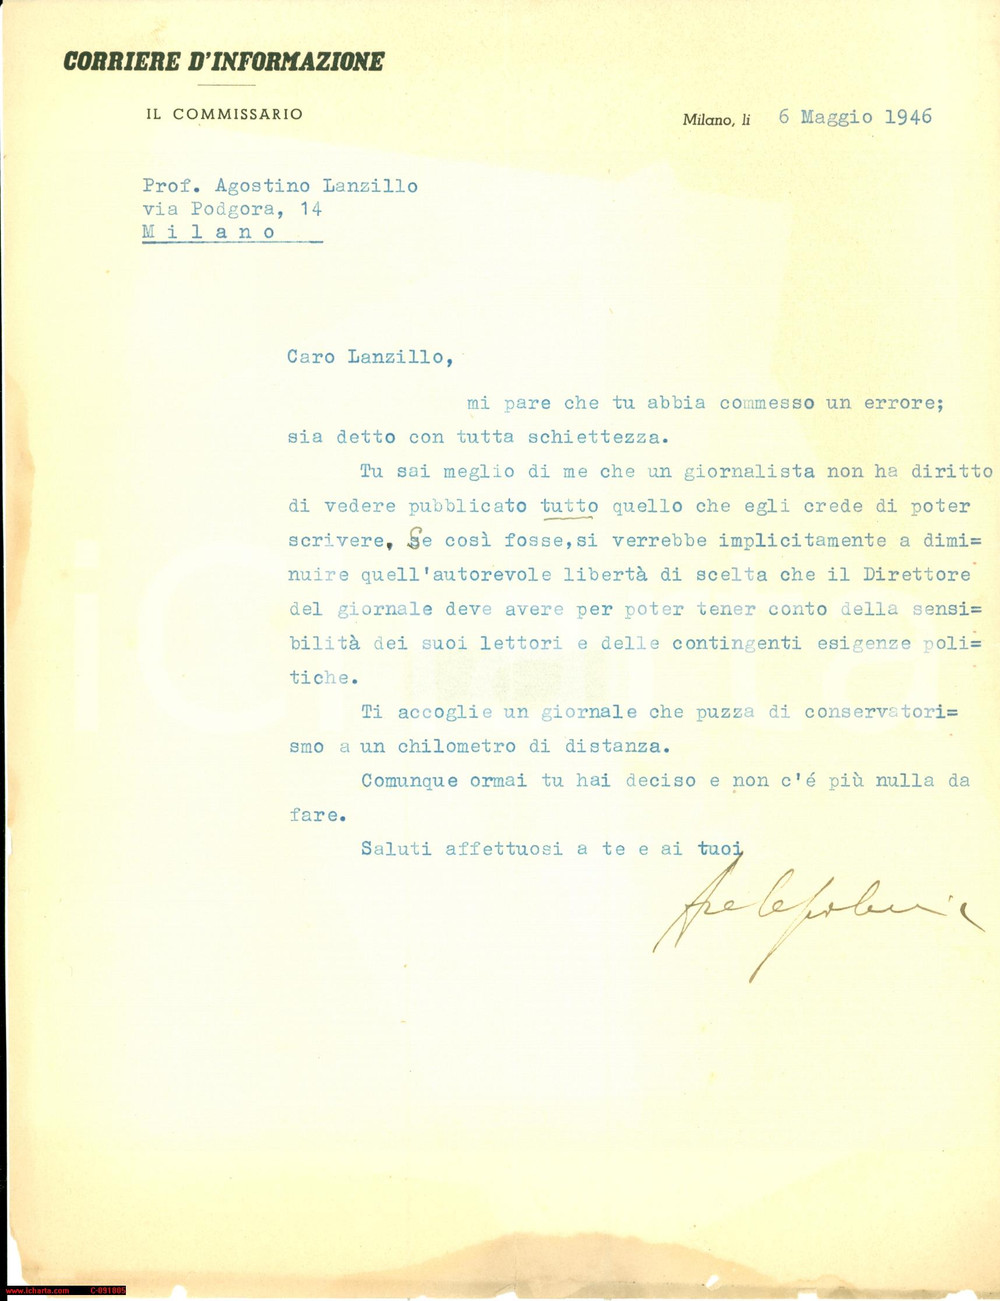 CORRIERE D'INFORMAZIONE
IL COMMISSARIO
Milano, li 6 Maggio 1946
Prof. Agostino Lanzillo
via Podgora, 14
Milano
Caro Lanzillo,
mi pare che tu abbia commesso un errore;
sia detto con tutta schiettezza.
Tu sai meglio di me che un giornalista non ha diritto
di vedere pubblicato tutto quello che egli crede di poter
scrivere. Se così fosse,si verrebbe implicitamente a dimi=
nuire quell'autorevole libertà di scelta che il Direttore
del giornale deve avere per poter tener conto della sensi=
bilità dei suoi lettori e delle contingenti esigenze poli=
tiche.
Ti accoglie un giornale che puzza di conservatori=
smo a un chilometro di distanza.
Comunque ormai tu hai deciso e non c'é più nulla da
fare.
Saluti affettuosi a te e ai tuoi
iCharta
www.icharta.com C-091805